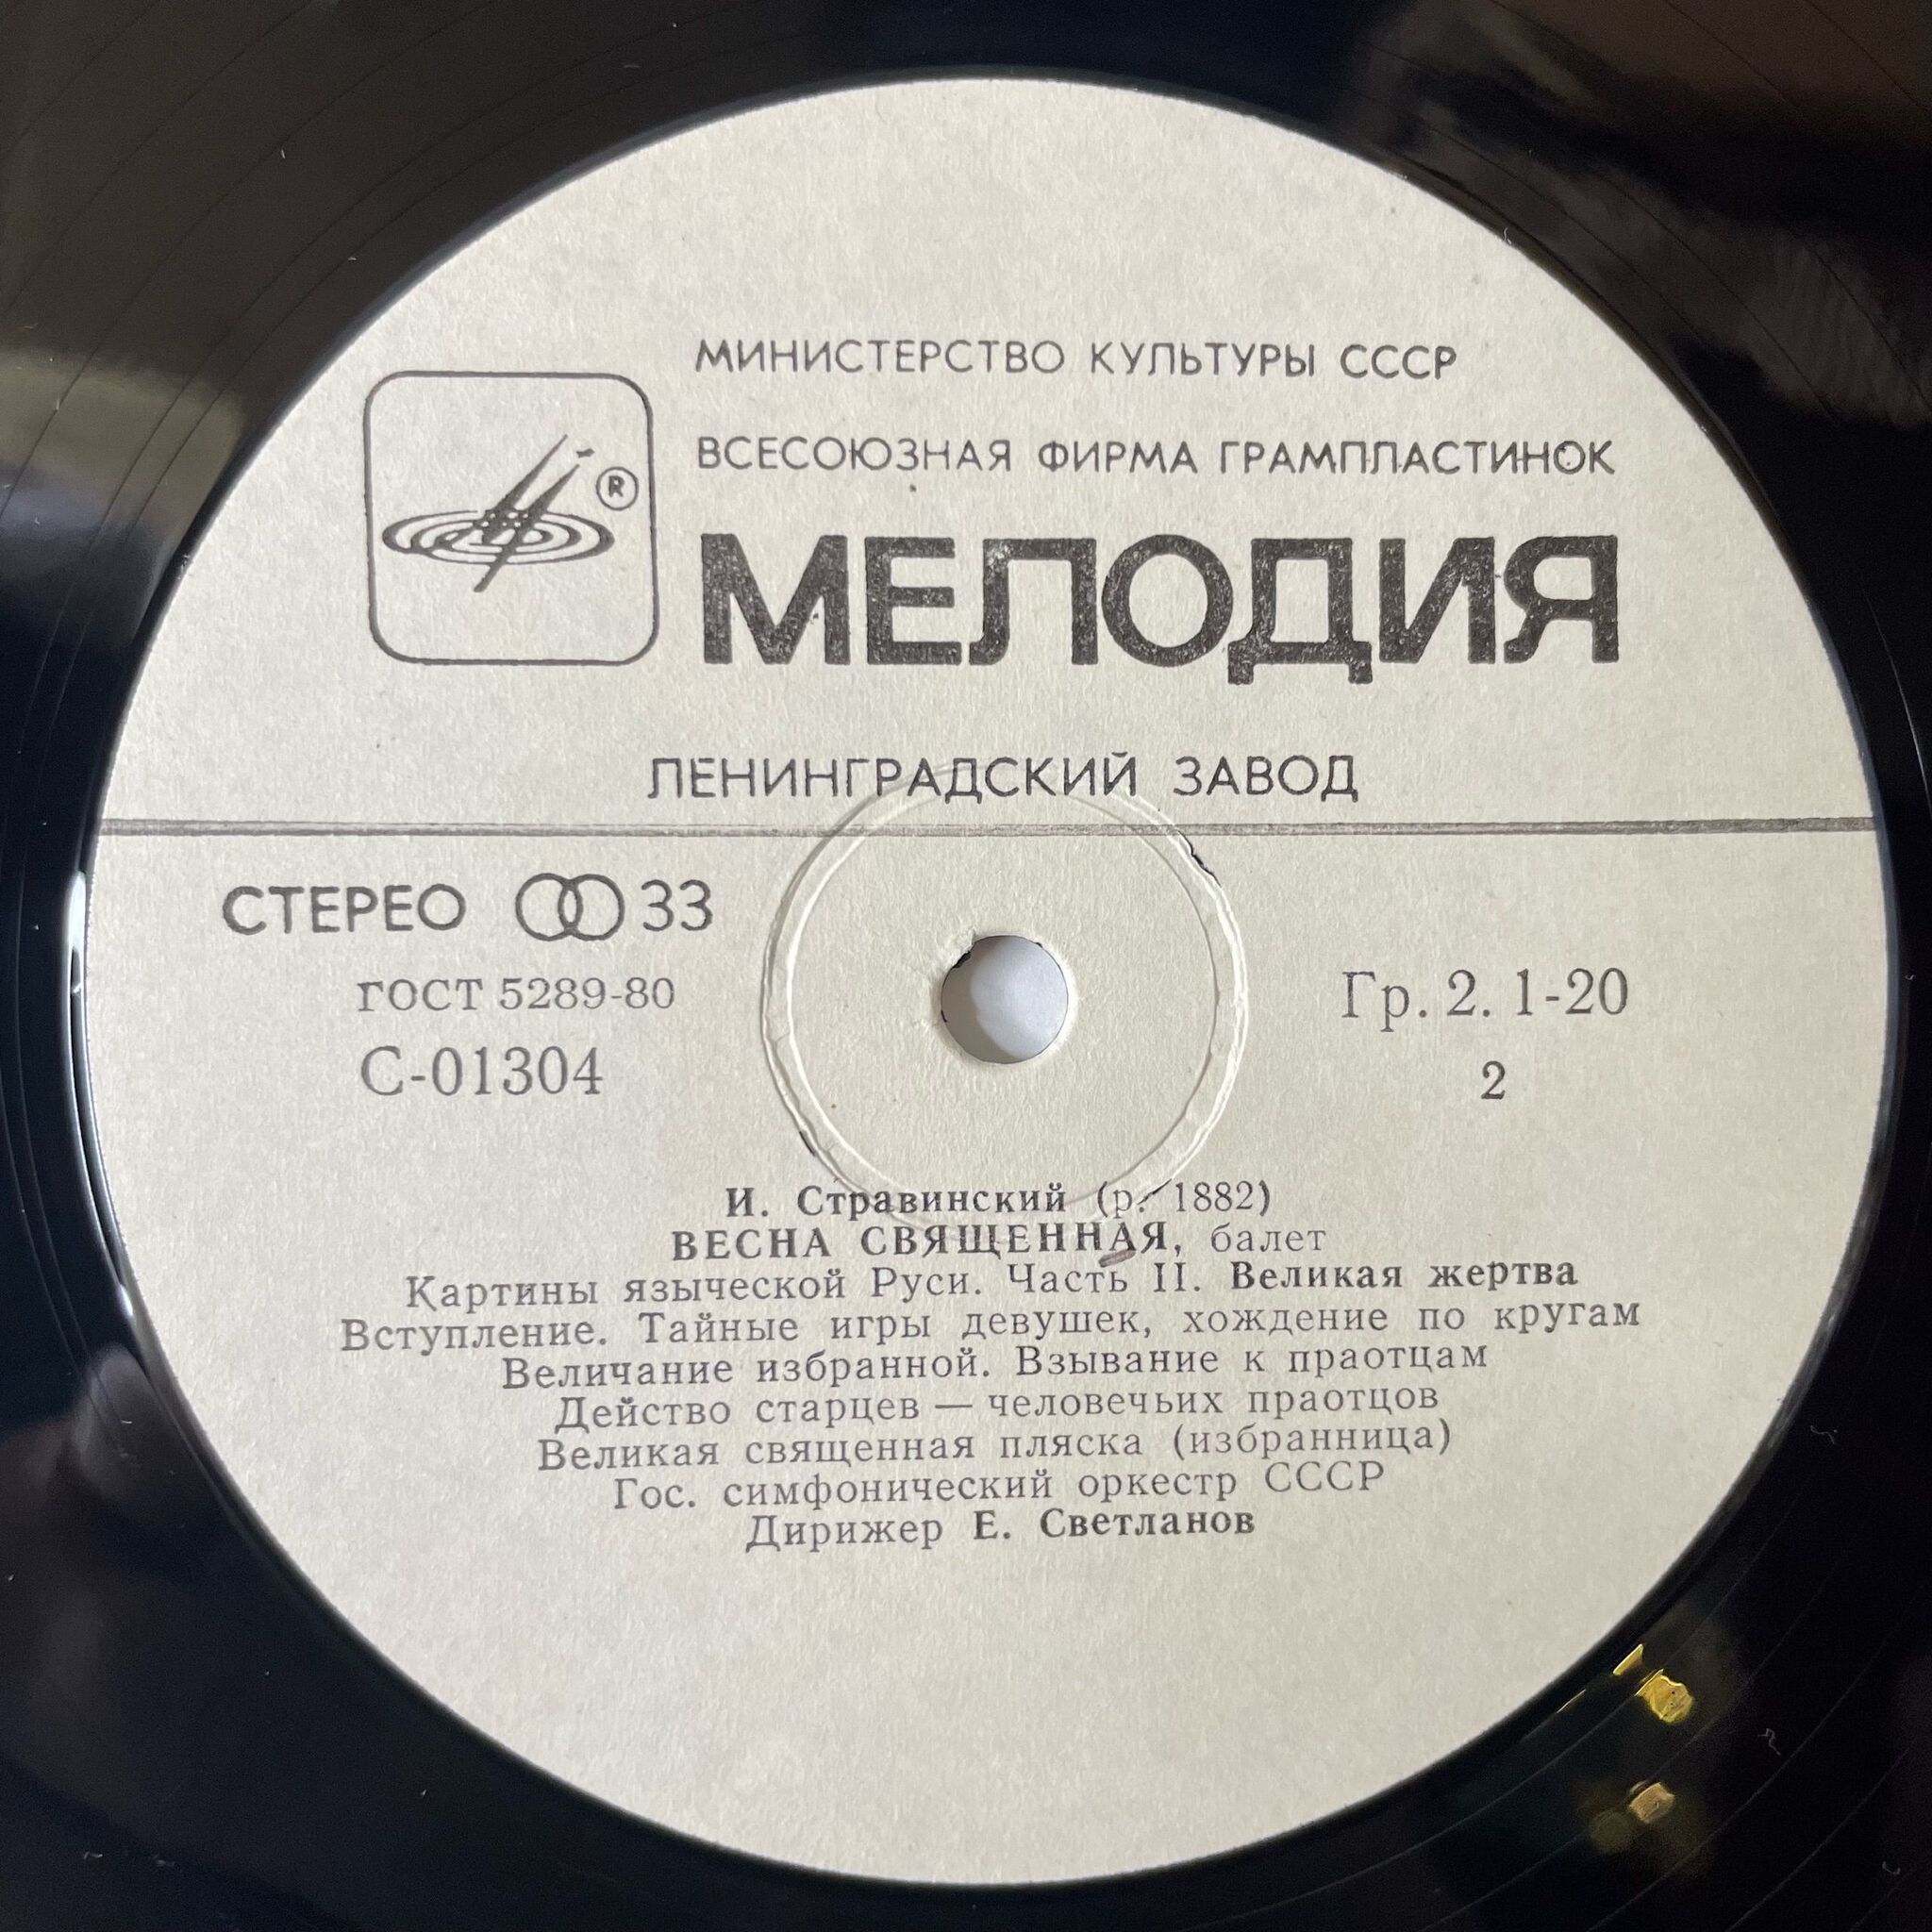 МИНИСТЕРСТВО КУЛЬТУРЫ СССР
ВСЕСОЮЗНАЯ ФИРМА ГРАМПЛАСТИНОК
®
МЕЛОДИЯ
ЛЕНИНГРАДСКИЙ ЗАВОД
СТЕРЕО 33
ГОСТ 5289-80
С-01304
Гр. 2. 1-20
2
И. Стравинский (р. 1882)
ВЕСНА СВЯЩЕННАЯ, балет
Картины языческой Руси. Часть II. Великая жертва
Вступление. Тайные игры девушек, хождение по кругам
Величание избранной. Взывание к праотцам
Действо старцев — человечьих праотцов
Великая священная пляска (избранница)
Гос. симфонический оркестр СССР
Дирижер Е. Светланов